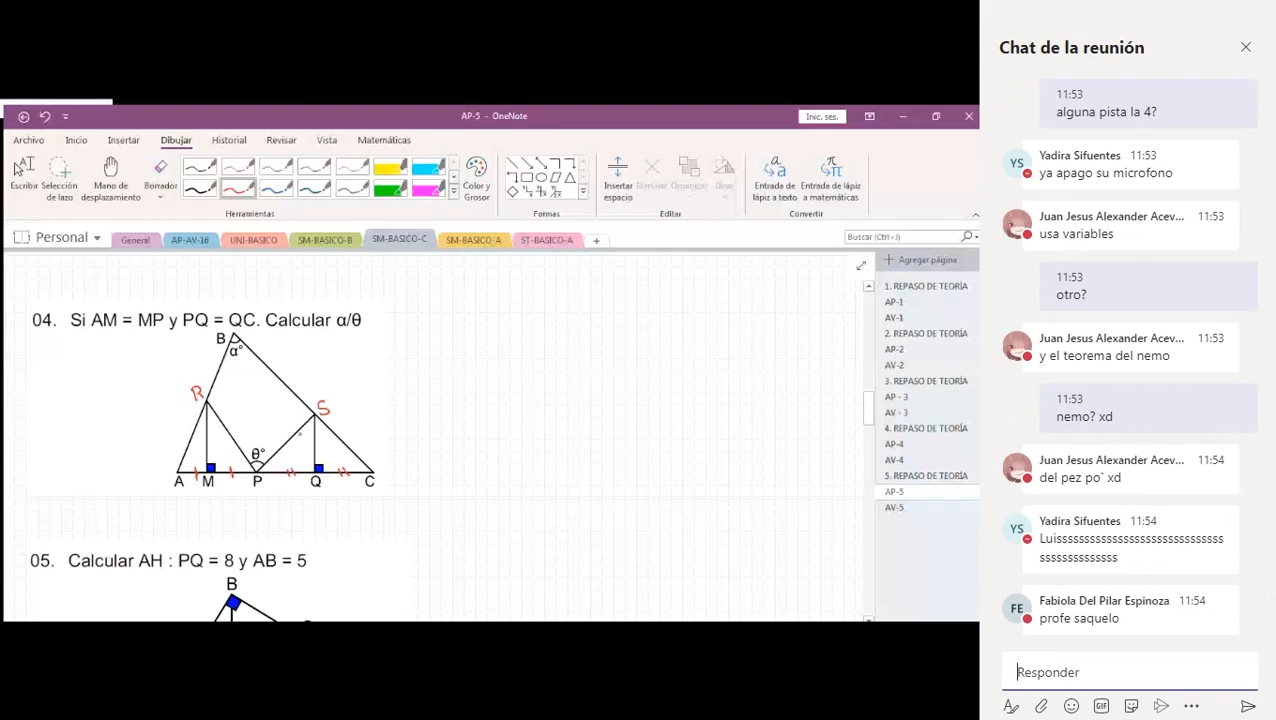 AP-5 - OneNote
Inic. ses.
Archivo
Inicio
Insertar
Dibujar
Historial
Revisar
Vista
Matemáticas
Escribir
Selección de lazo
Mano de desplazamiento
Borrador
Herramientas
Color y Grosor
Formas
Insertar espacio
Eliminar
Organizar
Girar
Editar
Entrada de lápiz a texto
Entrada de lápiz a matemáticas
Convertir
Personal
General
AP-AV-16
UNI-BASICO
SM-BASICO-B
SM-BASICO-C
SM-BASICO-A
ST-BASICO-A
Buscar (Ctrl+J)
Agregar página
1. REPASO DE TEORÍA
AP-1
AV-1
2. REPASO DE TEORÍA
AP-2
AV-2
3. REPASO DE TEORÍA
AP - 3
AV - 3
4. REPASO DE TEORÍA
AP-4
AV-4
5. REPASO DE TEORÍA
AP-5
AV-5
04. Si AM = MP y PQ = QC. Calcular α/θ
B
α°
R
S
θ°
A M P Q C
05. Calcular AH : PQ = 8 y AB = 5
B
Chat de la reunión
11:53
alguna pista la 4?
YS
Yadira Sifuentes 11:53
ya apago su microfono
Juan Jesus Alexander Acev... 11:53
usa variables
11:53
otro?
Juan Jesus Alexander Acev... 11:53
y el teorema del nemo
11:53
nemo? xd
Juan Jesus Alexander Acev... 11:54
del pez po` xd
YS
Yadira Sifuentes 11:54
Luisssssssssssssssssssssssssssss
ssssssssssssss
FE
Fabiola Del Pilar Espinoza 11:54
profe saquelo
Responder
GIF